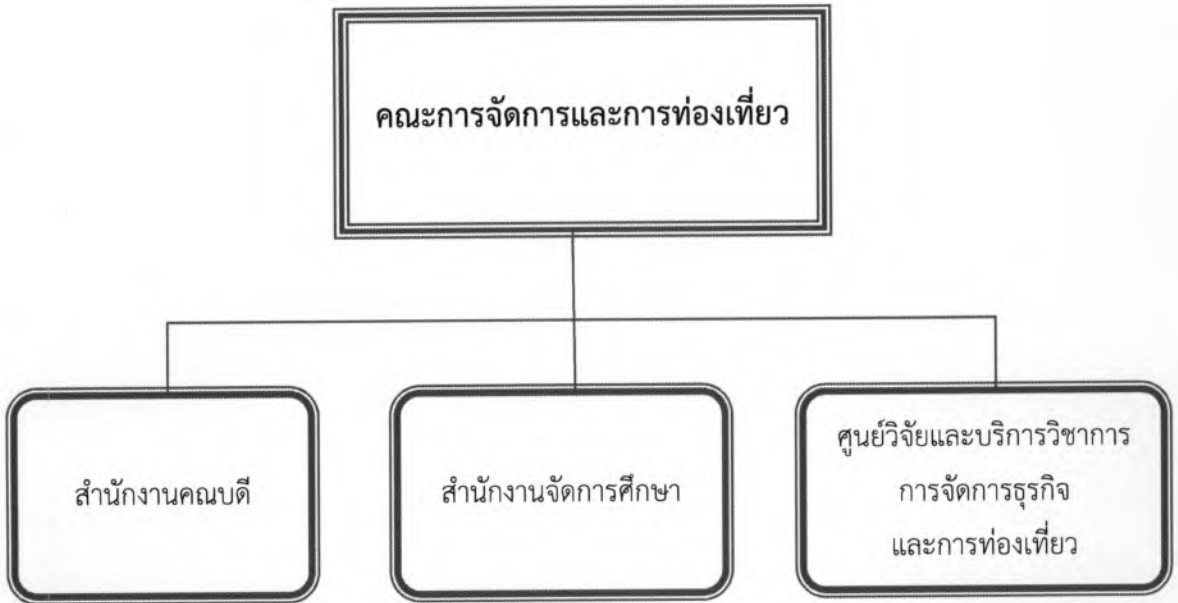 คณะการจัดการและการท่องเที่ยว
สำนักงานคณบดี
สำนักงานจัดการศึกษา
ศูนย์วิจัยและบริการวิชาการ
การจัดการธุรกิจ
และการท่องเที่ยว